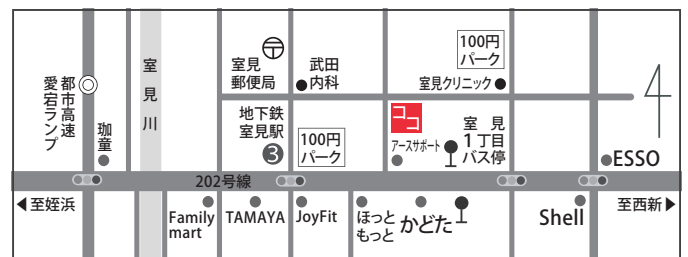 都市高速
愛宕ランプ
珈童
室見川
室見
郵便局
武田
内科
100円
パーク
室見クリニック
地下鉄
室見駅
3
100円
パーク
ココ
アースサポート
室見
1丁目
バス停
ESSO
202号線
至姪浜
Family
mart
TAMAYA
JoyFit
ほっと
もっと
かどた
Shell
至西新